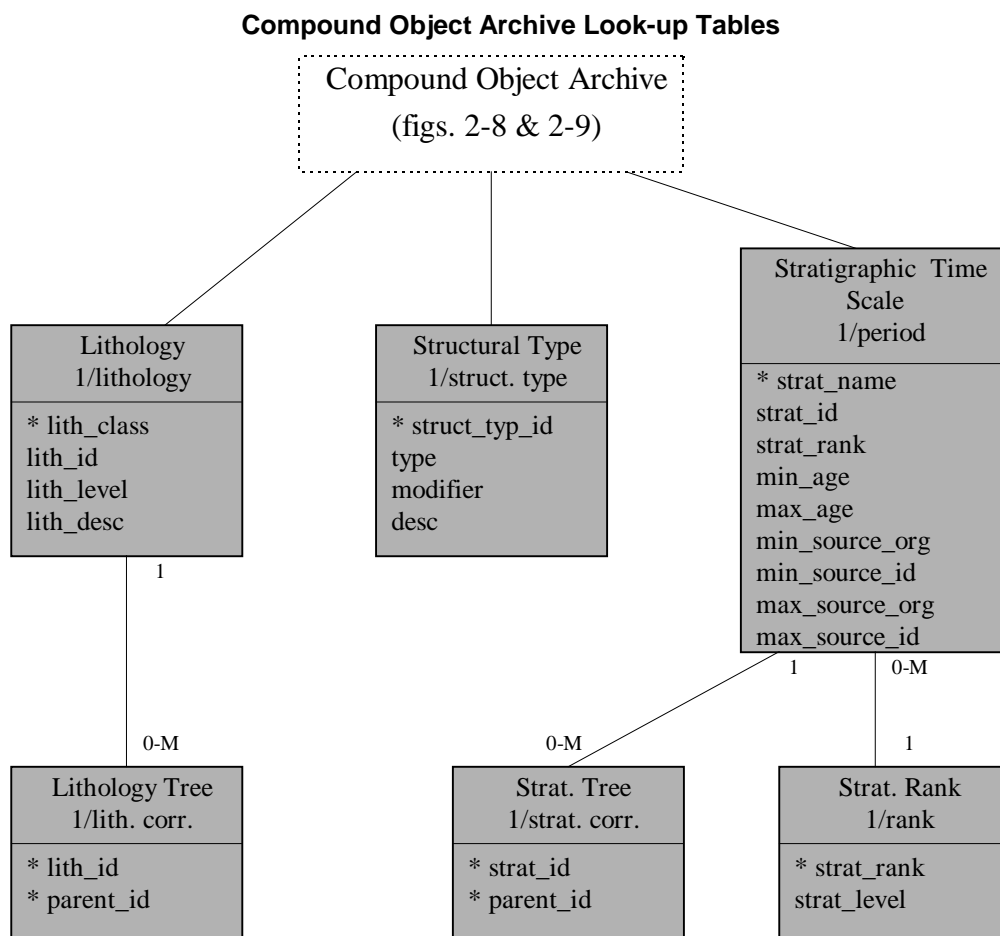 Compound Object Archive Look-up Tables
Compound Object Archive
(figs. 2-8 & 2-9)
Lithology
1/lithology
* lith_class
lith_id
lith_level
lith_desc
1
Structural Type
1/struct. type
* struct_typ_id
type
modifier
desc
Stratigraphic Time
Scale
1/period
* strat_name
strat_id
strat_rank
min_age
max_age
min_source_org
min_source_id
max_source_org
max_source_id
1
0-M
0-M
0-M
1
Lithology Tree
1/lith. corr.
* lith_id
* parent_id
Strat. Tree
1/strat. corr.
* strat_id
* parent_id
Strat. Rank
1/rank
* strat_rank
strat_level